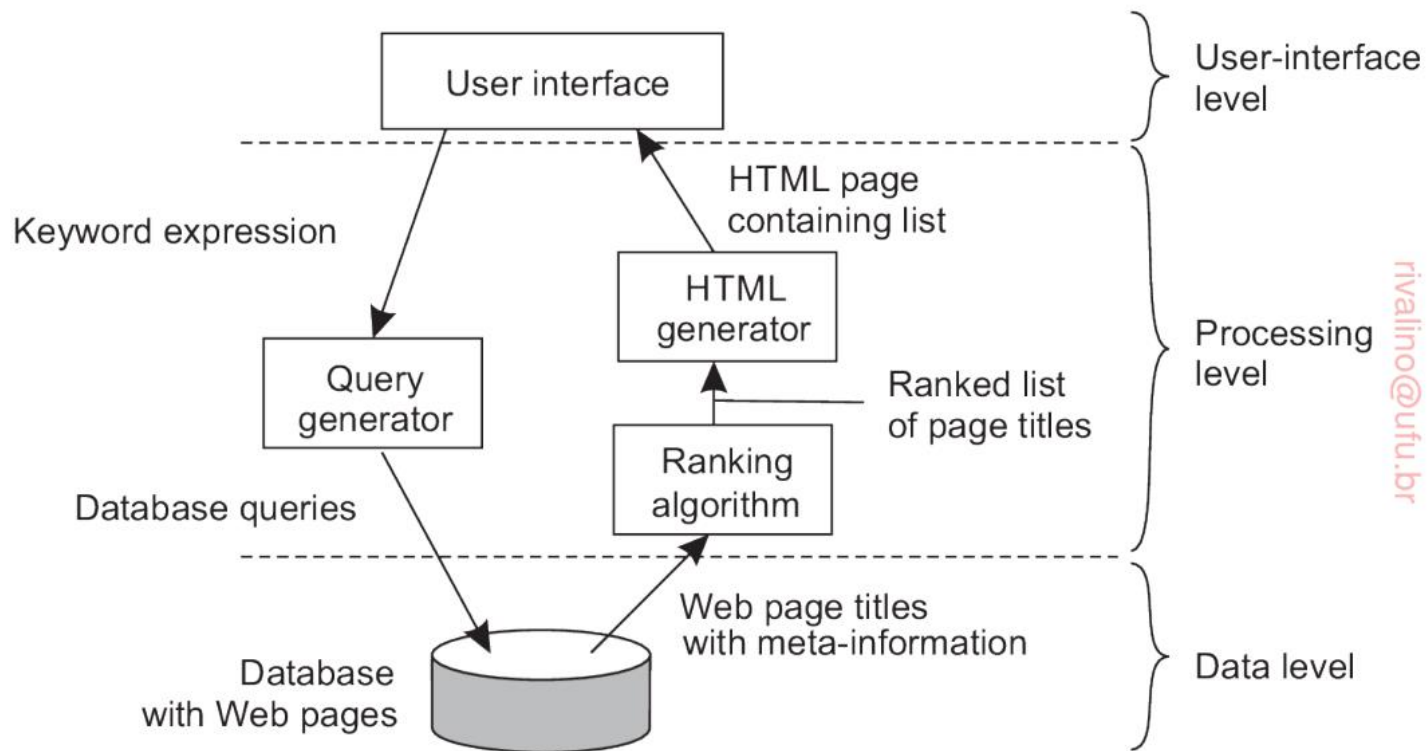 User interface
User-interface
level
Keyword expression
HTML page
containing list
HTML
generator
Query
generator
Ranked list
of page titles
Processing
level
Ranking
algorithm
Database queries
Web page titles
with meta-information
Database
with Web pages
Data level
rivalino@ufu.br